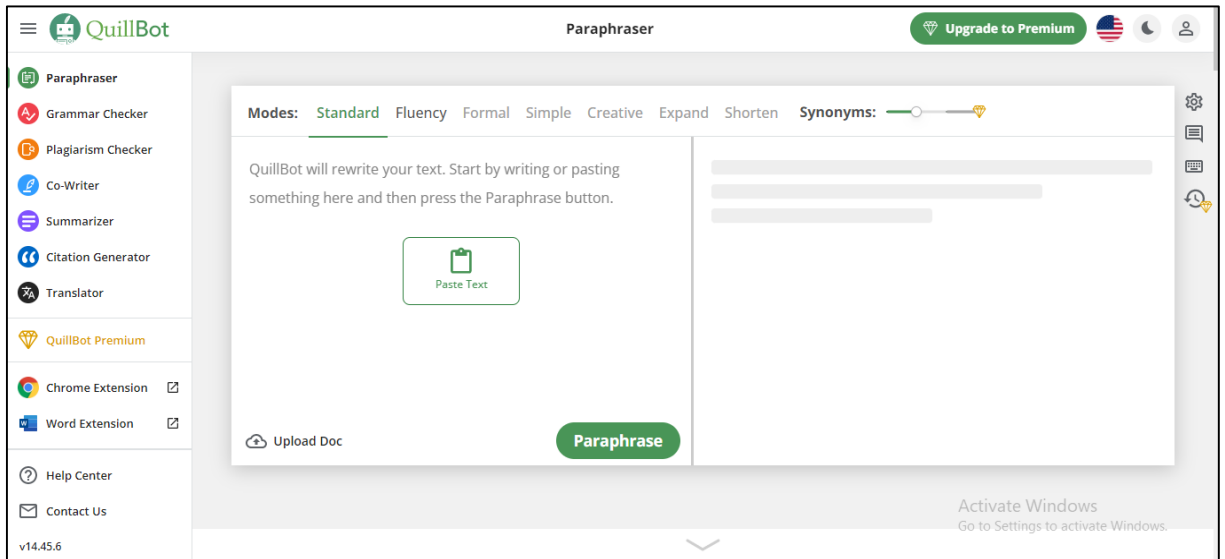 QuillBot
Paraphraser
Upgrade to Premium
Paraphraser
Grammar Checker
Plagiarism Checker
Co-Writer
Summarizer
Citation Generator
Translator
QuillBot Premium
Chrome Extension
Word Extension
Help Center
Contact Us
v14.45.6
Modes: Standard Fluency Formal Simple Creative Expand Shorten Synonyms:
QuillBot will rewrite your text. Start by writing or pasting
something here and then press the Paraphrase button.
Paste Text
Upload Doc
Paraphrase
Activate Windows
Go to Settings to activate Windows.